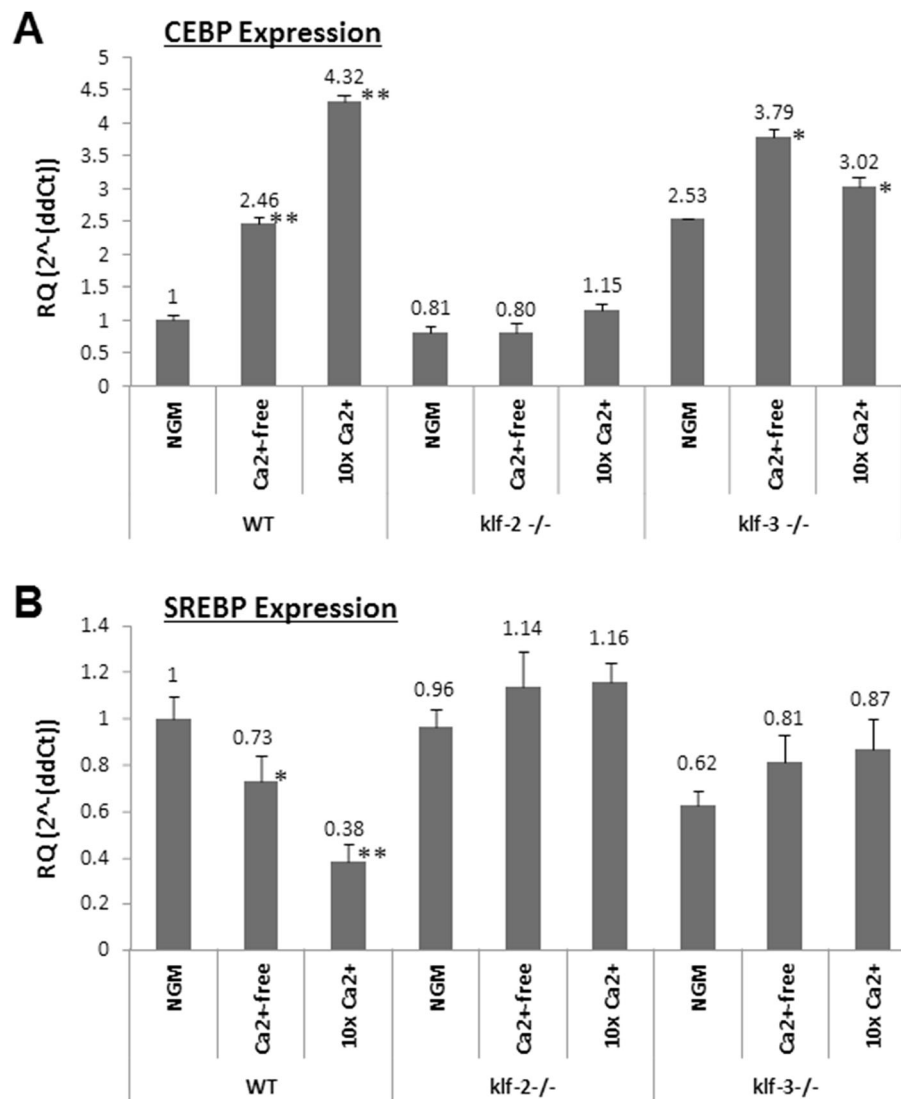 A
CEBP Expression
RQ (2^-(ddCt))
5
4.5
4
3.5
3
2.5
2
1.5
1
0.5
0
1
2.46
**
4.32
**
0.81
0.80
1.15
2.53
3.79
*
3.02
*
NGM
Ca2+-free
10x Ca2+
NGM
Ca2+-free
10x Ca2+
NGM
Ca2+-free
10x Ca2+
WT
klf-2 -/-
klf-3 -/-
B
SREBP Expression
RQ (2^-(ddCt))
1.4
1.2
1
0.8
0.6
0.4
0.2
0
1
0.73
*
0.38
**
0.96
1.14
1.16
0.62
0.81
0.87
NGM
Ca2+-free
10x Ca2+
NGM
Ca2+-free
10x Ca2+
NGM
Ca2+-free
10x Ca2+
WT
klf-2-/-
klf-3-/-